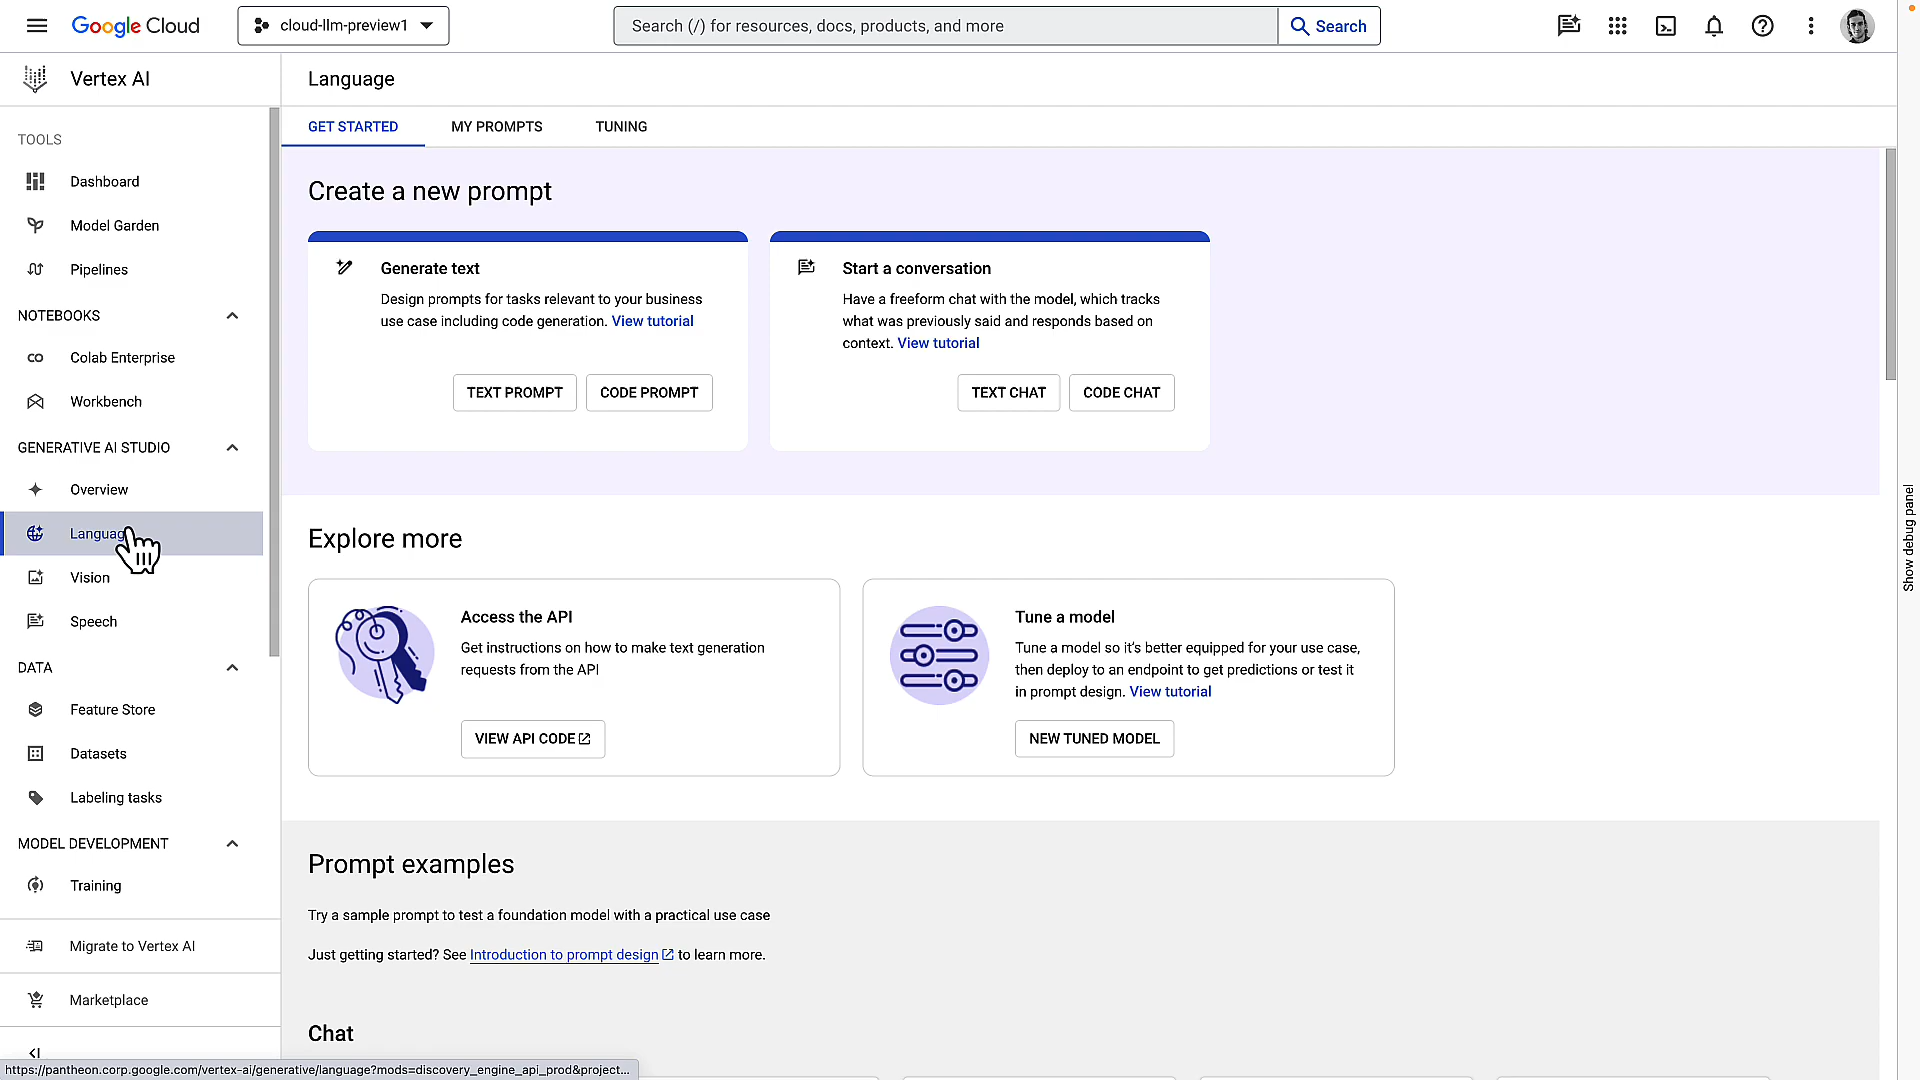 Google Cloud
cloud-llm-preview1
Search (/) for resources, docs, products, and more
Search
Vertex AI
Language
TOOLS
Dashboard
Model Garden
Pipelines
NOTEBOOKS
Colab Enterprise
Workbench
GENERATIVE AI STUDIO
Overview
Languag
Vision
Speech
DATA
Feature Store
Datasets
Labeling tasks
MODEL DEVELOPMENT
Training
Migrate to Vertex AI
Marketplace
GET STARTED
MY PROMPTS
TUNING
Create a new prompt
Generate text
Design prompts for tasks relevant to your business
use case including code generation. View tutorial
TEXT PROMPT
CODE PROMPT
Start a conversation
Have a freeform chat with the model, which tracks
what was previously said and responds based on
context. View tutorial
TEXT CHAT
CODE CHAT
Explore more
Access the API
Get instructions on how to make text generation
requests from the API
VIEW API CODE
Tune a model
Tune a model so it's better equipped for your use case,
then deploy to an endpoint to get predictions or test it
in prompt design. View tutorial
NEW TUNED MODEL
Prompt examples
Try a sample prompt to test a foundation model with a practical use case
Just getting started? See Introduction to prompt design to learn more.
Chat
Show debug panel
https://pantheon.corp.google.com/vertex-ai/generative/language?mods=discovery_engine_api_prod&project...